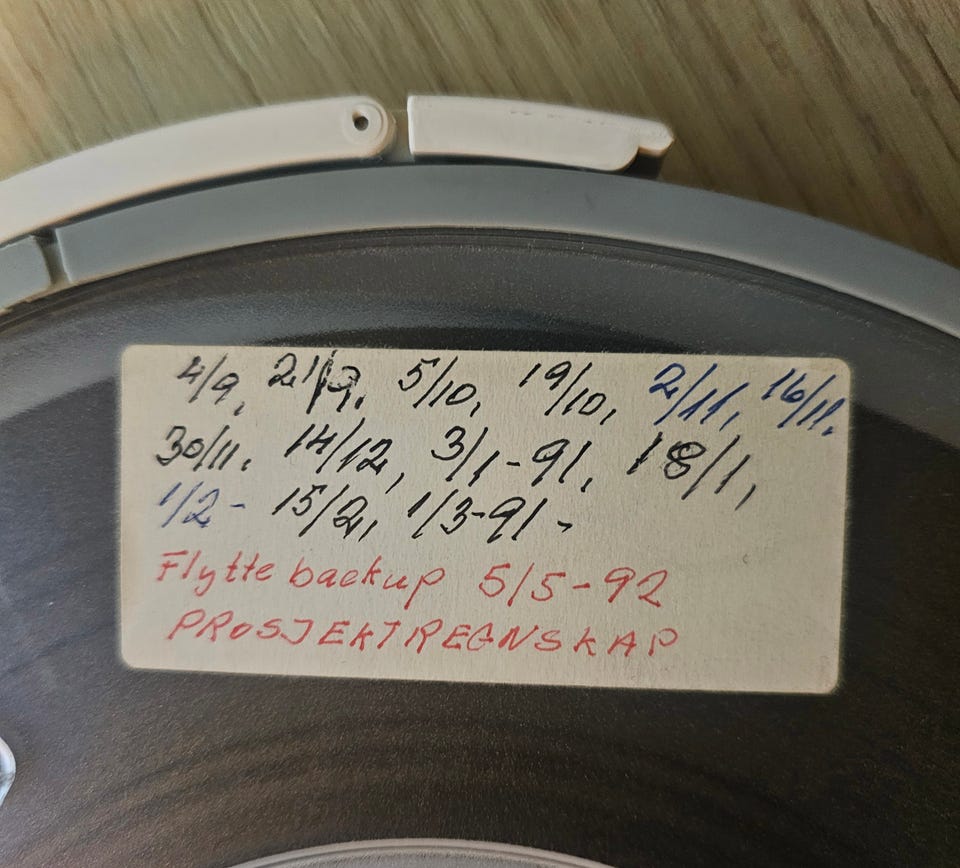 4/9, 21/9, 5/10, 19/10, 2/11, 16/11.
30/11. 14/12, 3/1-91, 18/1,
1/2- 15/2, 1/3-91-
Flytte backup 5/5-92
PROSJEKTREGNSKAP